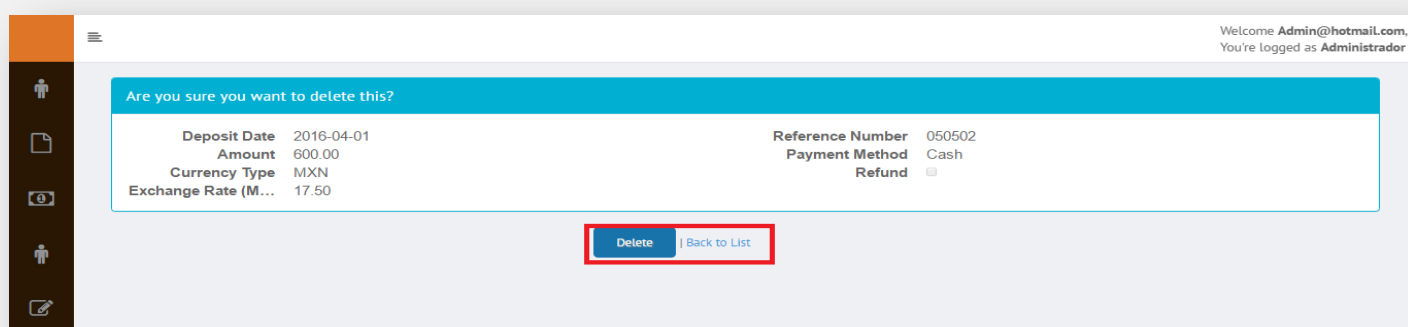 Welcome Admin@hotmail.com,
You're logged as Administrador
Are you sure you want to delete this?
Deposit Date 2016-04-01
Amount 600.00
Currency Type MXN
Exchange Rate (M... 17.50
Reference Number 050502
Payment Method Cash
Refund
Delete | Back to List